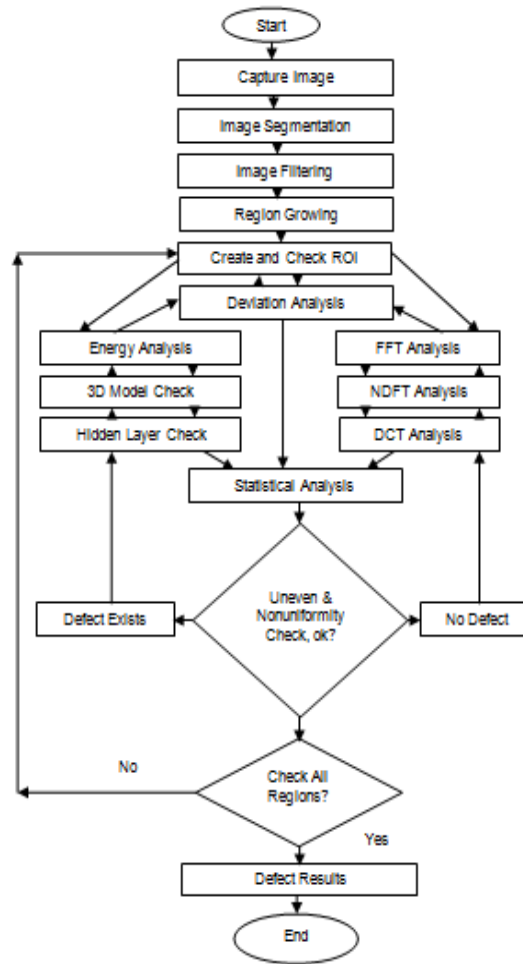 Start
Capture Image
Image Segmentation
Image Filtering
Region Growing
Create and Check ROI
Deviation Analysis
Energy Analysis
FFT Analysis
3D Model Check
NDFT Analysis
Hidden Layer Check
DCT Analysis
Statistical Analysis
Uneven &
Nonuniformity
Check, ok?
Defect Exists
No Defect
No
Check All
Regions?
Yes
Defect Results
End